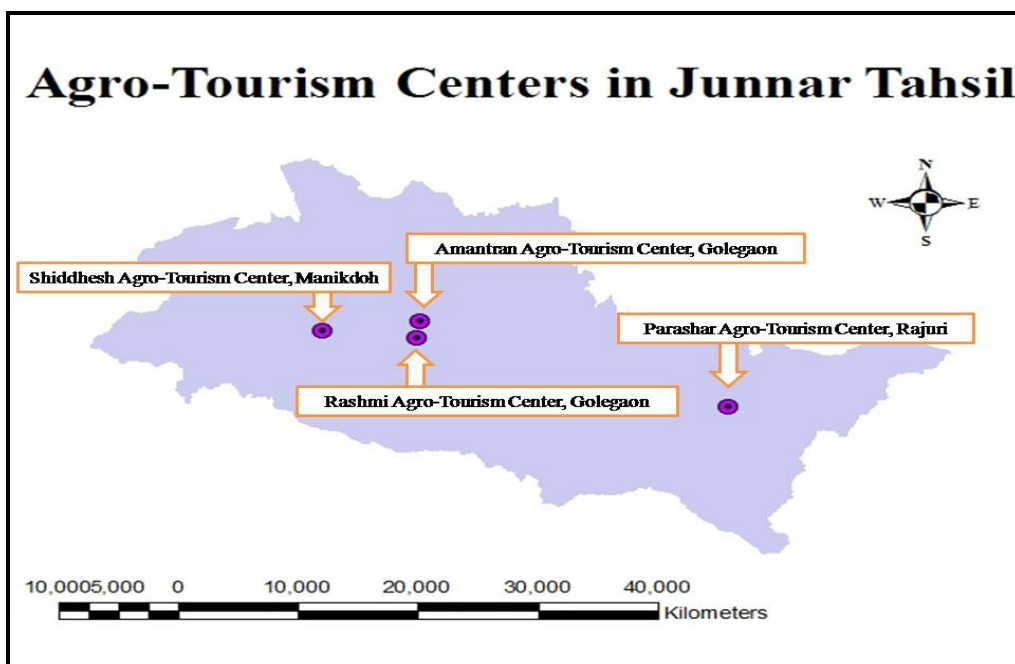 Agro-Tourism Centers in Junnar Tahsil
N
W E
S
Amantran Agro-Tourism Center, Golegaon
Shiddhesh Agro-Tourism Center, Manikdoh
Parashar Agro-Tourism Center, Rajuri
Rashmi Agro-Tourism Center, Golegaon
10,0005,000 0 10,000 20,000 30,000 40,000
Kilometers